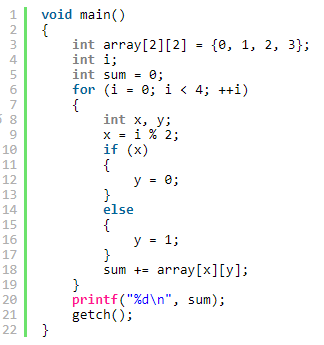 1 void main()
2 {
3     int array[2][2] = {0, 1, 2, 3};
4     int i;
5     int sum = 0;
6     for (i = 0; i < 4; ++i)
7     {
8         int x, y;
9         x = i % 2;
10         if (x)
11         {
12             y = 0;
13         }
14         else
15         {
16             y = 1;
17         }
18         sum += array[x][y];
19     }
20     printf("%d\n", sum);
21     getch();
22 }